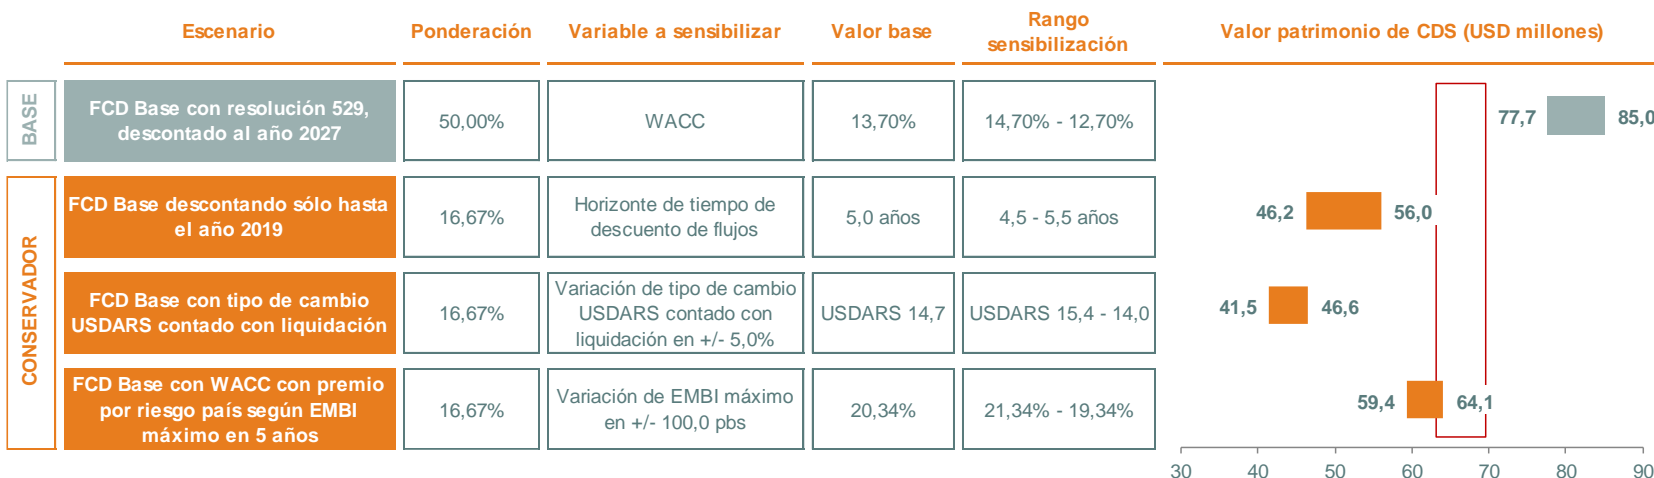 Escenario
Ponderación
Variable a sensibilizar
Valor base
Rango
sensibilización
Valor patrimonio de CDS (USD millones)
BASE
FCD Base con resolución 529,
descontado al año 2027
50,00%
WACC
13,70%
14,70% - 12,70%
77,7
85,0
CONSERVADOR
FCD Base descontando sólo hasta
el año 2019
16,67%
Horizonte de tiempo de
descuento de flujos
5,0 años
4,5 - 5,5 años
46,2
56,0
FCD Base con tipo de cambio
USDARS contado con liquidación
16,67%
Variación de tipo de cambio
USDARS contado con
liquidación en +/- 5,0%
USDARS 14,7
USDARS 15,4 - 14,0
41,5
46,6
FCD Base con WACC con premio
por riesgo país según EMBI
máximo en 5 años
16,67%
Variación de EMBI máximo
en +/- 100,0 pbs
20,34%
21,34% - 19,34%
59,4
64,1
30 40 50 60 70 80 90